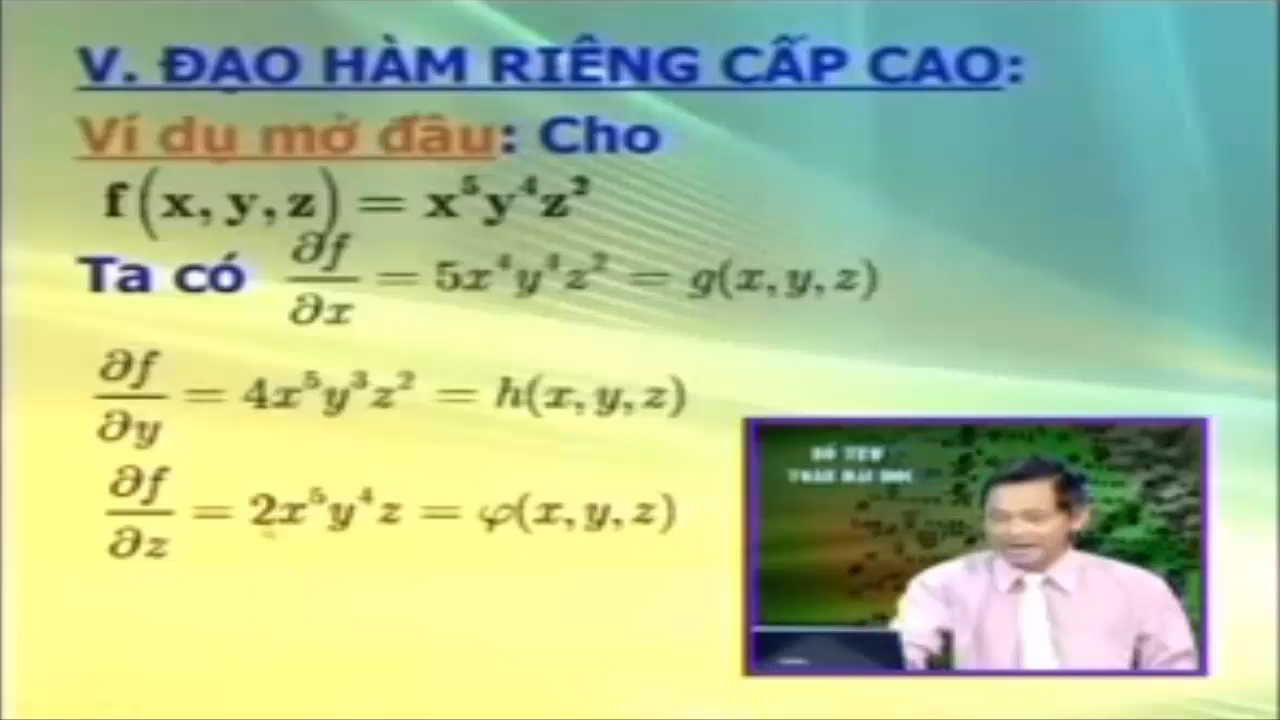 V. ĐẠO HÀM RIÊNG CẤP CAO:
Ví dụ mở đầu: Cho
f(x, y, z) = x⁵y⁴z²
Ta có ∂f/∂x = 5x⁴y⁴z² = g(x, y, z)
∂f/∂y = 4x⁵y³z² = h(x, y, z)
∂f/∂z = 2x⁵y⁴z = φ(x, y, z)